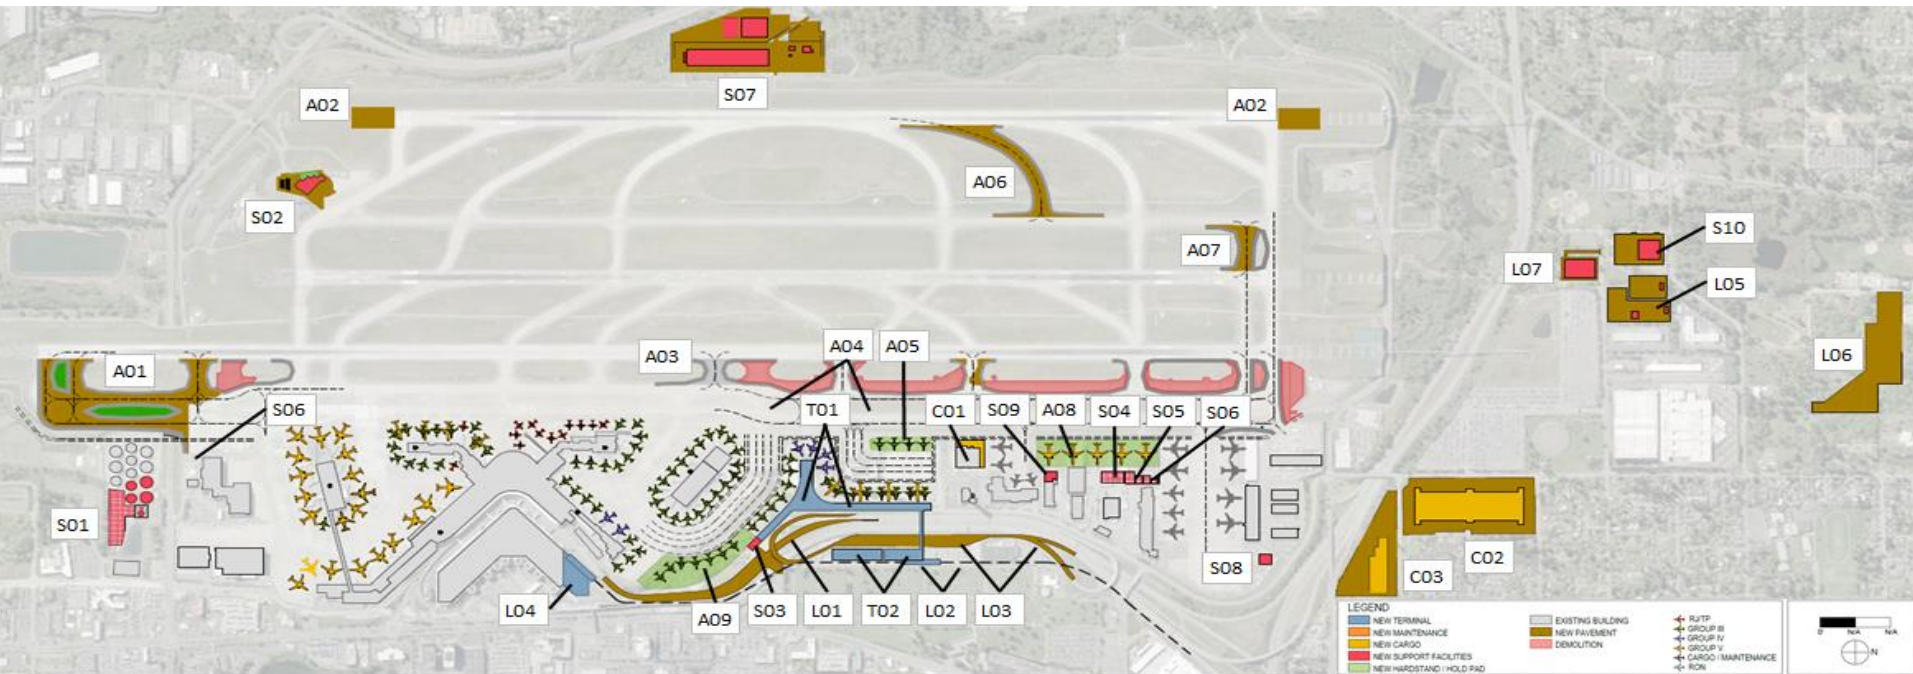 S07
A02
A02
A06
S02
A07
S10
L07
L05
A03
A04
A05
L06
A01
S06
T01
C01
S09
A08
S04
S05
S06
S01
S08
C02
C03
L04
A09
S03
L01
T02
L02
L03
LEGEND
NEW TERMINAL
NEW MAINTENANCE
NEW CARGO
NEW SUPPORT FACILITIES
NEW HARDSTAND / HOLD PAD
EXISTING BUILDING
NEW PAVEMENT
DEMOLITION
RJ/TP
GROUP III
GROUP IV
GROUP V
CARGO / MAINTENANCE
RON
0' N/A N/A
N